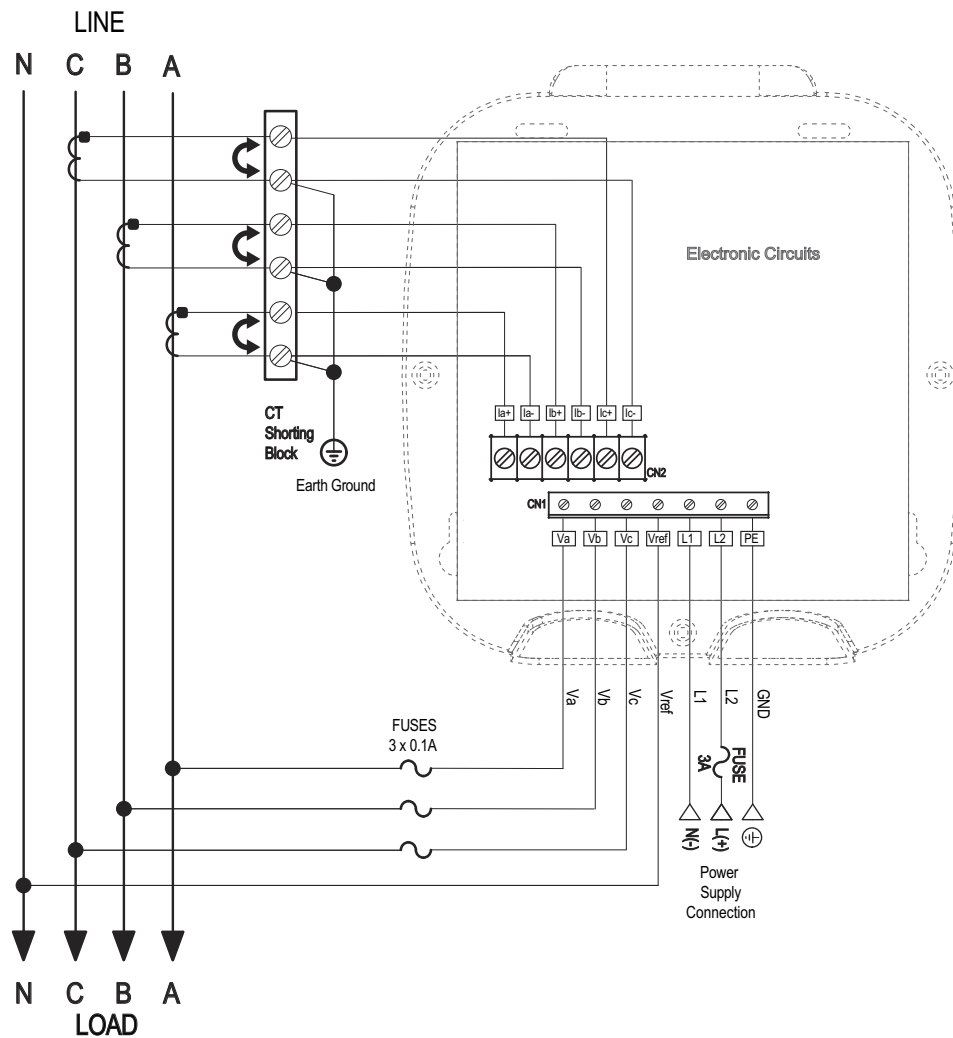 LINE
N C B A
Electronic Circuits
CT
Shorting
Block
Earth Ground
Ia+ Ia- Ib+ Ib- Ic+ Ic-
CN2
CN1
Va Vb Vc Vref L1 L2 PE
Va Vb Vc Vref L1 L2 GND
FUSES
3 x 0.1A
FUSE
3A
N(-) L(+)
Power
Supply
Connection
N C B A
LOAD